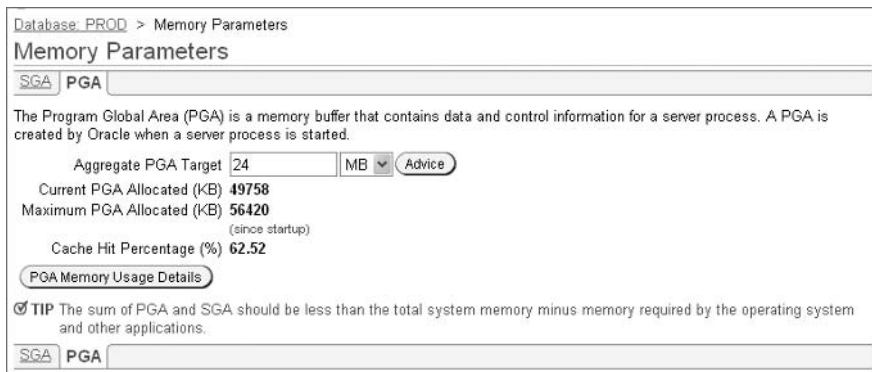 Database: PROD > Memory Parameters
Memory Parameters
SGA PGA
The Program Global Area (PGA) is a memory buffer that contains data and control information for a server process. A PGA is
created by Oracle when a server process is started.
Aggregate PGA Target 24 MB Advice
Current PGA Allocated (KB) 49758
Maximum PGA Allocated (KB) 56420
(since startup)
Cache Hit Percentage (%) 62.52
PGA Memory Usage Details
TIP The sum of PGA and SGA should be less than the total system memory minus memory required by the operating system
and other applications.
SGA PGA